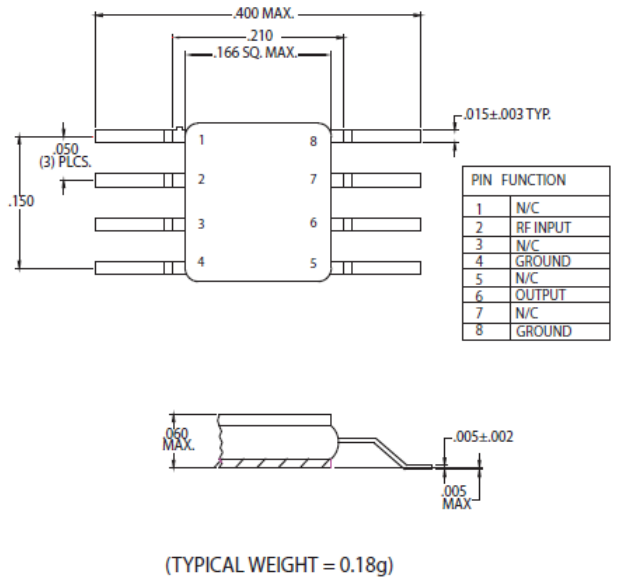 .400 MAX.
.210
.166 SQ. MAX.
.015±.003 TYP.
.050
(3) PLCS.
.150
1
8
2
7
3
6
4
5
PIN FUNCTION
1 N/C
2 RF INPUT
3 N/C
4 GROUND
5 N/C
6 OUTPUT
7 N/C
8 GROUND
.060
MAX.
.005±.002
.005
MAX
(TYPICAL WEIGHT = 0.18g)